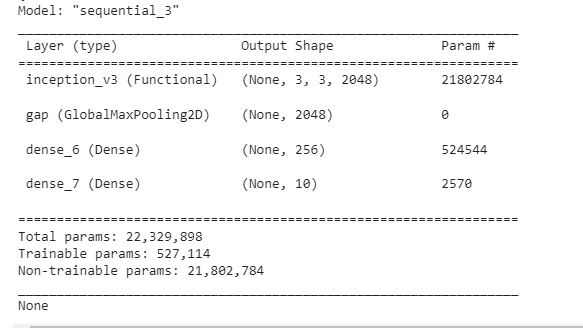 Model: "sequential_3"
Layer (type) Output Shape Param #
inception_v3 (Functional) (None, 3, 3, 2048) 21802784
gap (GlobalMaxPooling2D) (None, 2048) 0
dense_6 (Dense) (None, 256) 524544
dense_7 (Dense) (None, 10) 2570
Total params: 22,329,898
Trainable params: 527,114
Non-trainable params: 21,802,784
None